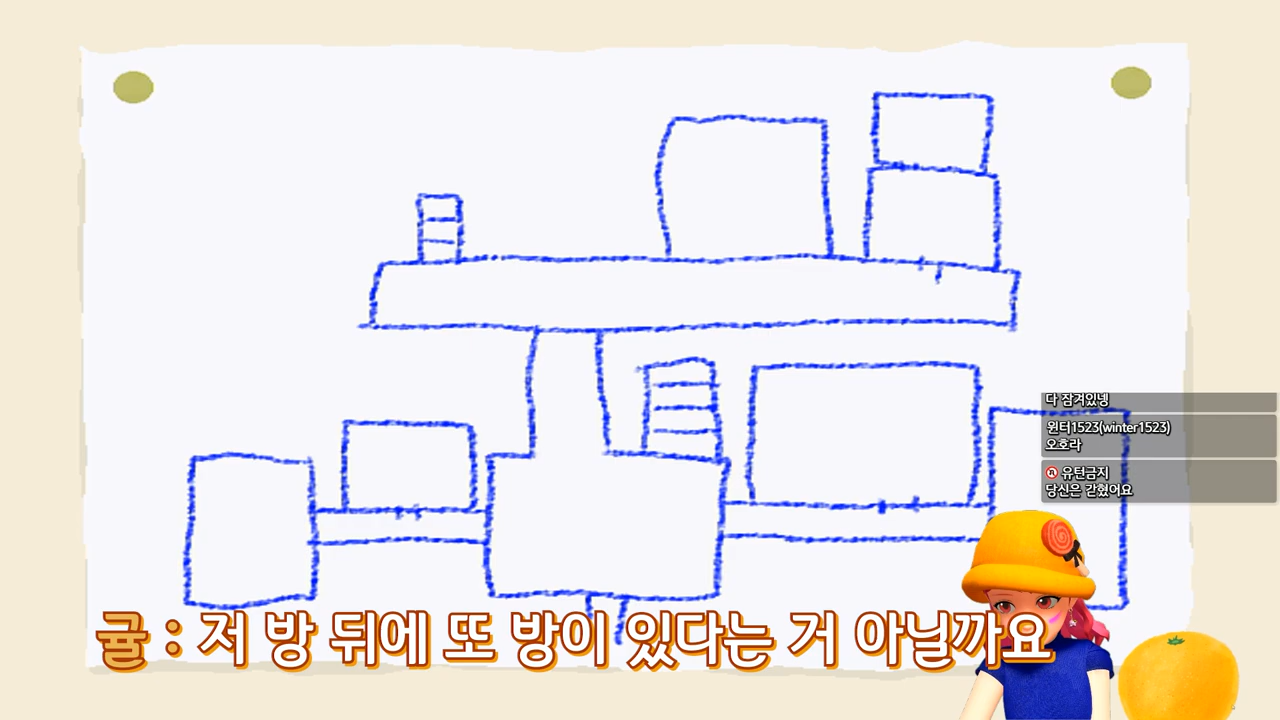 다 잠겨있넹
윈터1523(winter1523)
오호라
유턴금지
당신은 갇혔어요
귤 : 저 방 뒤에 또 방이 있다는 거 아닐까요